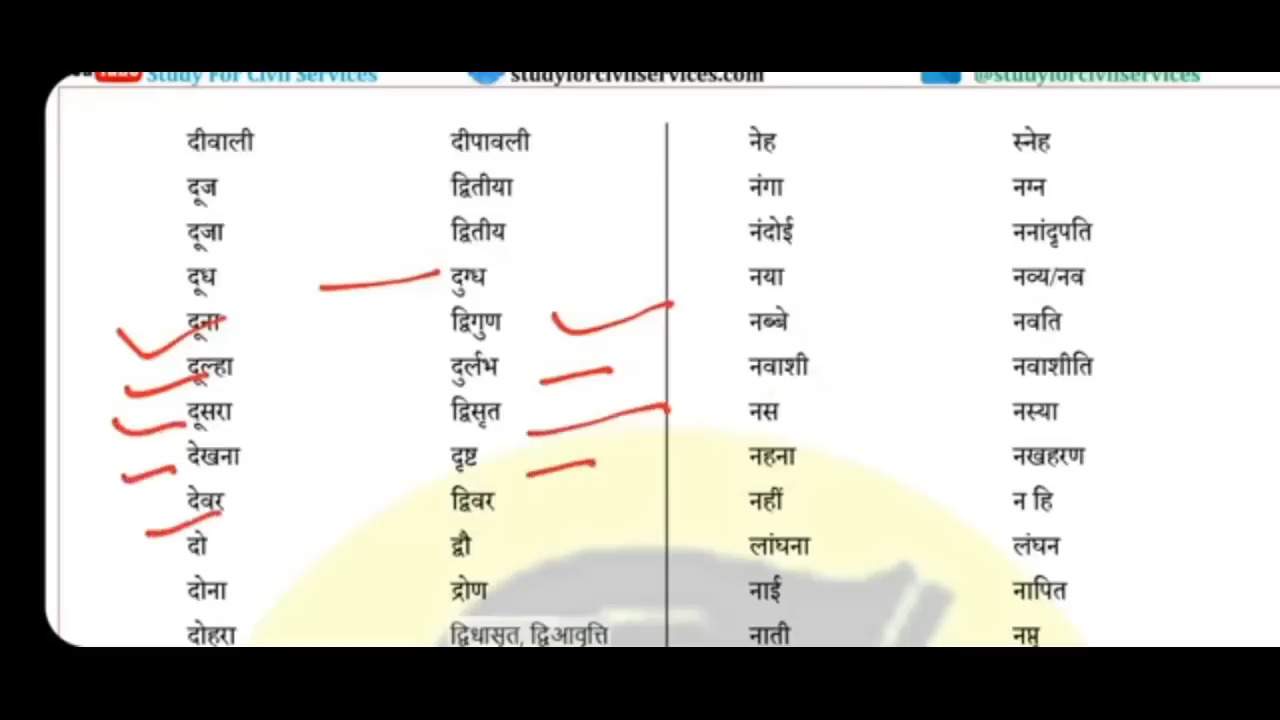 Study For Civil Services studyforcivilservices.com @studyforcivilservices
दीवाली दीपावली
दूज द्वितीया
दूजा द्वितीय
दूध दुग्ध
दूना द्विगुण
दूल्हा दुर्लभ
दूसरा द्विसृत
देखना दृष्ट
देवर द्विवर
दो द्वौ
दोना द्रोण
दोहरा द्विधासृत, द्विआवृत्ति
नेह स्नेह
नंगा नग्न
नंदोई ननांदृपति
नया नव्य/नव
नब्बे नवति
नवाशी नवाशीति
नस नस्या
नहना नखहरण
नहीं न हि
लांघना लंघन
नाई नापित
नाती नप्तृ